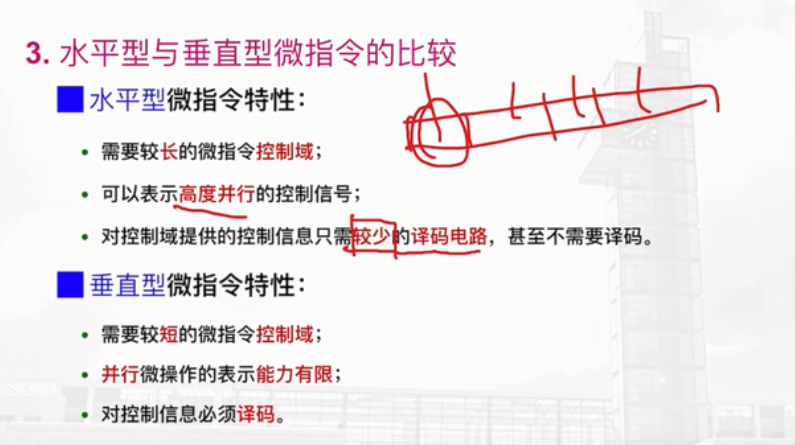 3. 水平型与垂直型微指令的比较
水平型微指令特性：
• 需要较长的微指令控制域；
• 可以表示高度并行的控制信号；
• 对控制域提供的控制信息只需较少的译码电路，甚至不需要译码。
垂直型微指令特性：
• 需要较短的微指令控制域；
• 并行微操作的表示能力有限；
• 对控制信息必须译码。